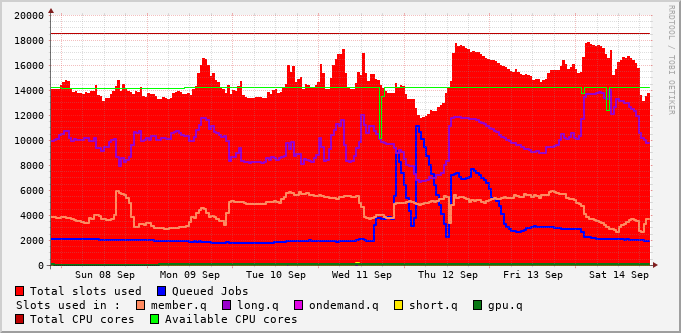 20000
18000
16000
14000
12000
10000
8000
6000
4000
2000
0
Sun 08 Sep Mon 09 Sep Tue 10 Sep Wed 11 Sep Thu 12 Sep Fri 13 Sep Sat 14 Sep
Total slots used Queued Jobs
Slots used in : member.q long.q ondemand.q short.q gpu.q
Total CPU cores Available CPU cores
RRDTOOL / TOBI OETIKER